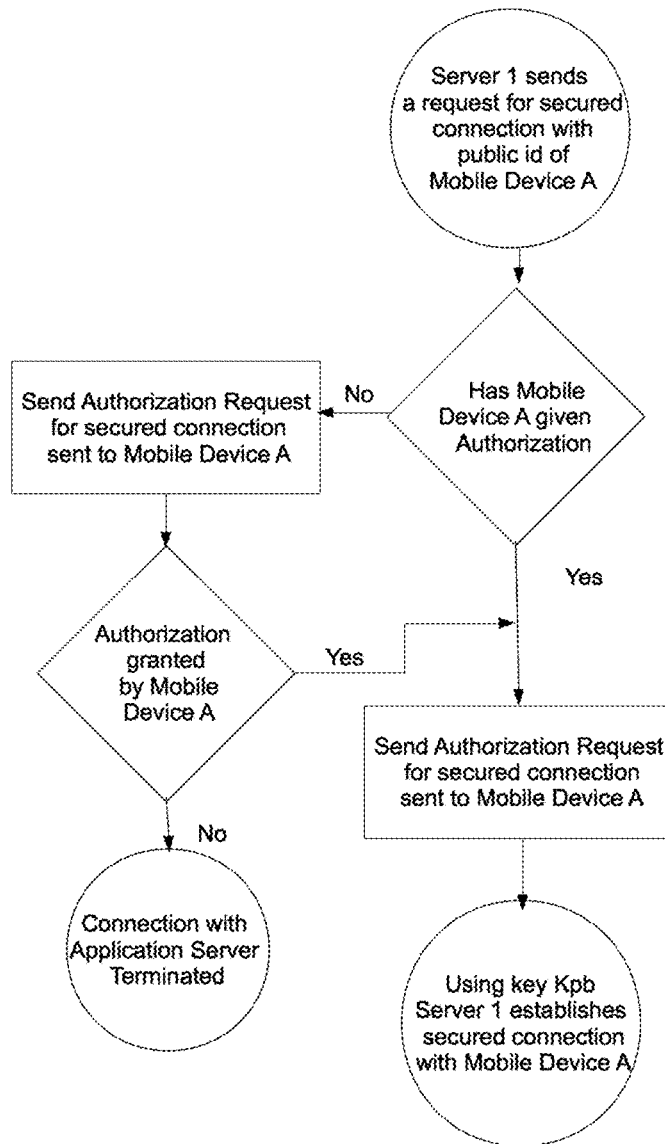 Server 1 sends
a request for secured
connection with
public id of
Mobile Device A
Has Mobile
Device A given
Authorization
No
Send Authorization Request
for secured connection
sent to Mobile Device A
Yes
Authorization
granted
by Mobile
Device A
Yes
Send Authorization Request
for secured connection
sent to Mobile Device A
No
Connection with
Application Server
Terminated
Using key Kpb
Server 1 establishes
secured connection
with Mobile Device A